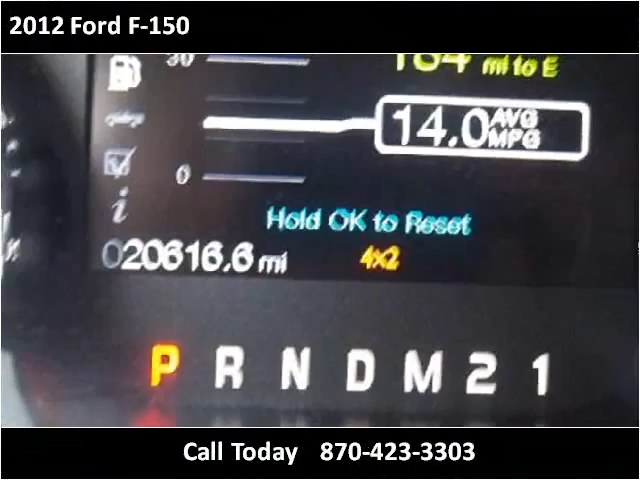 2012 Ford F-150
30
184 mi to E
14.0 AVG MPG
0
i
Hold OK to Reset
020616.6 mi 4x2
P R N D M 2 1
Call Today 870-423-3303